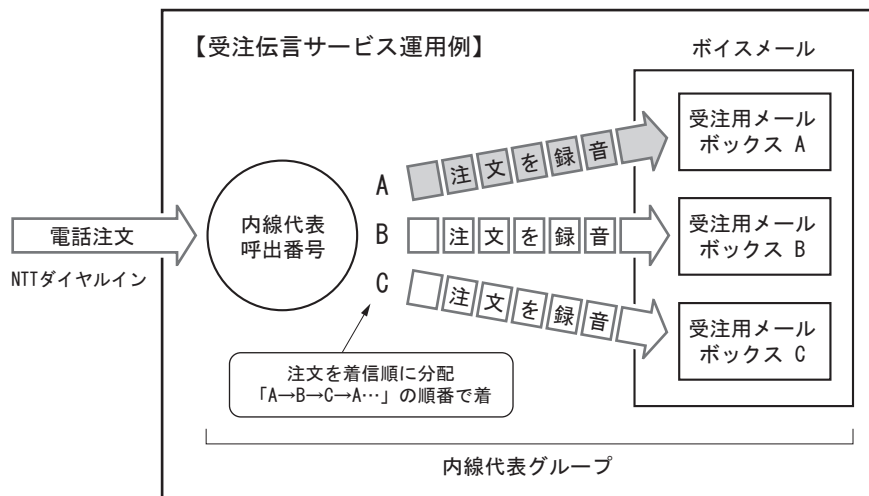 【受注伝言サービス運用例】
ボイスメール
受注用メール
ボックス A
A
注文を録音
電話注文
NTTダイヤルイン
内線代表
呼出番号
B
注文を録音
受注用メール
ボックス B
C
注文を録音
受注用メール
ボックス C
注文を着信順に分配
「A→B→C→A…」の順番で着
内線代表グループ